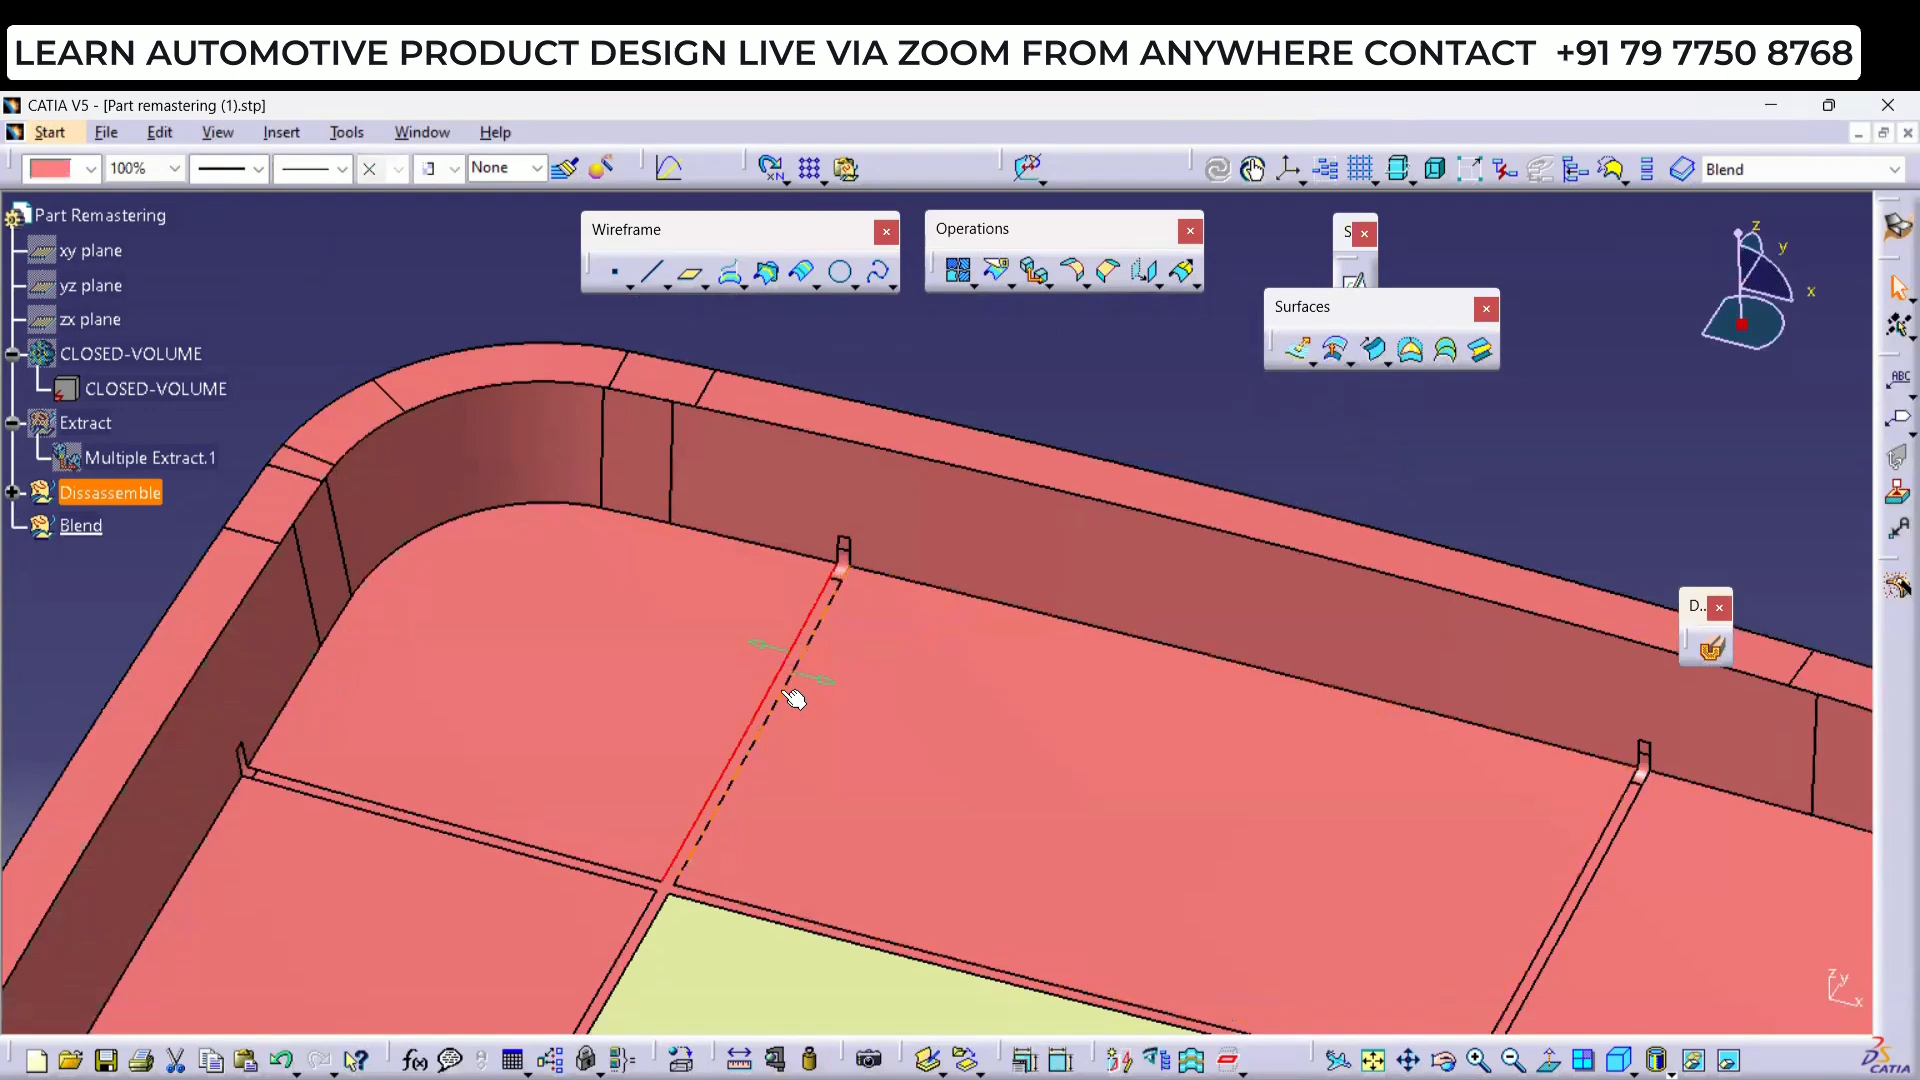 LEARN AUTOMOTIVE PRODUCT DESIGN LIVE VIA ZOOM FROM ANYWHERE CONTACT +91 79 7750 8768
CATIA V5 - [Part remastering (1).stp]
Start File Edit View Insert Tools Window Help
100% None Blend
Part Remastering
xy plane
yz plane
zx plane
CLOSED-VOLUME
CLOSED-VOLUME
Extract
Multiple Extract.1
Dissassemble
Blend
Wireframe
Operations
S
Surfaces
D..
z
y
x
ABC
z y
x
f(x)
CATIA